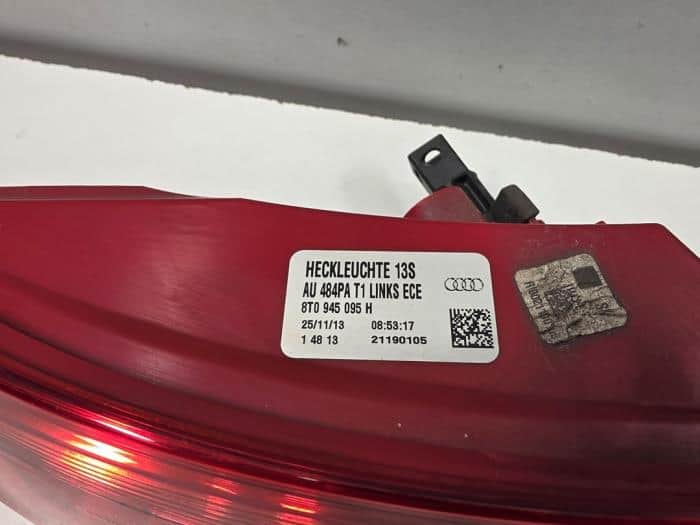 HECKLEUCHTE 13S
AU 484PA T1 LINKS ECE
8T0 945 095 H
25/11/13 08:53:17
1 48 13 21190105